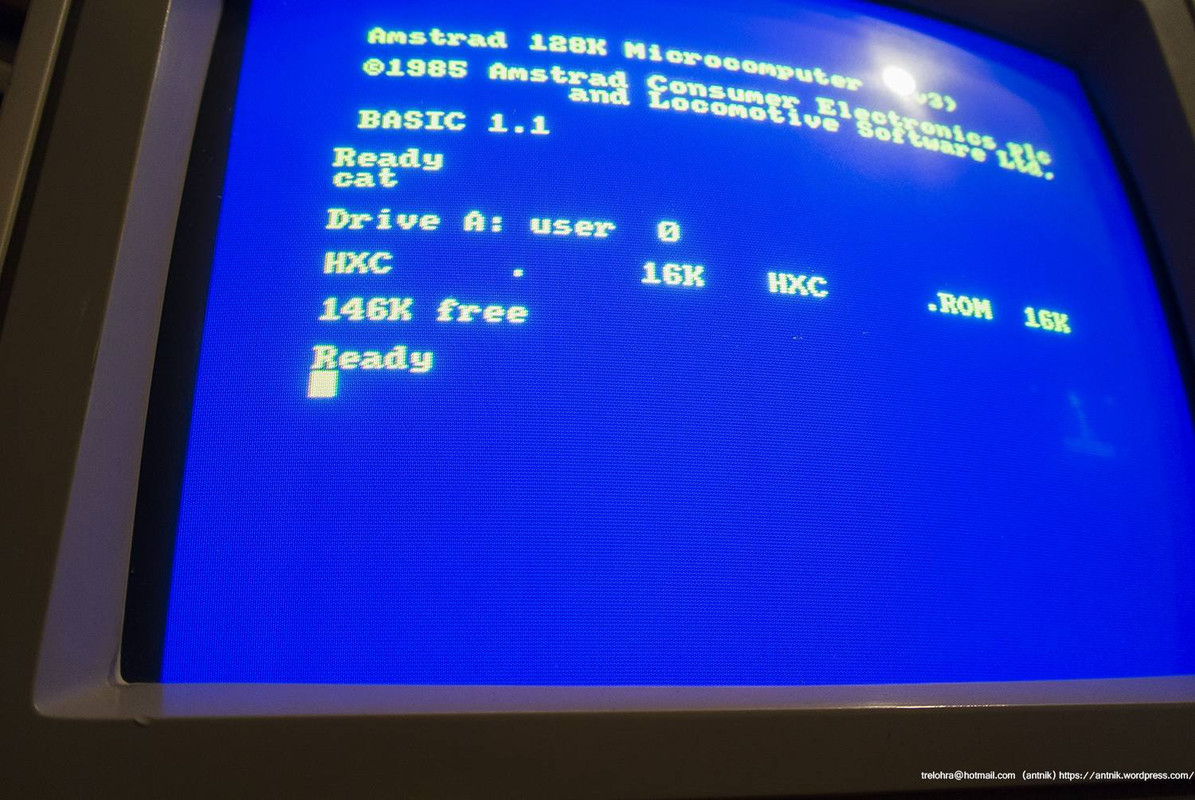 Amstrad 128K Microcomputer v3)
©1985 Amstrad Consumer Electronics plc
and Locomotive Software Ltd.
BASIC 1.1
Ready
cat
Drive A: user 0
HXC . 16K HXC .ROM 16K
146K free
Ready
trelohra@hotmail.com (antnik) https://antnik.wordpress.com/